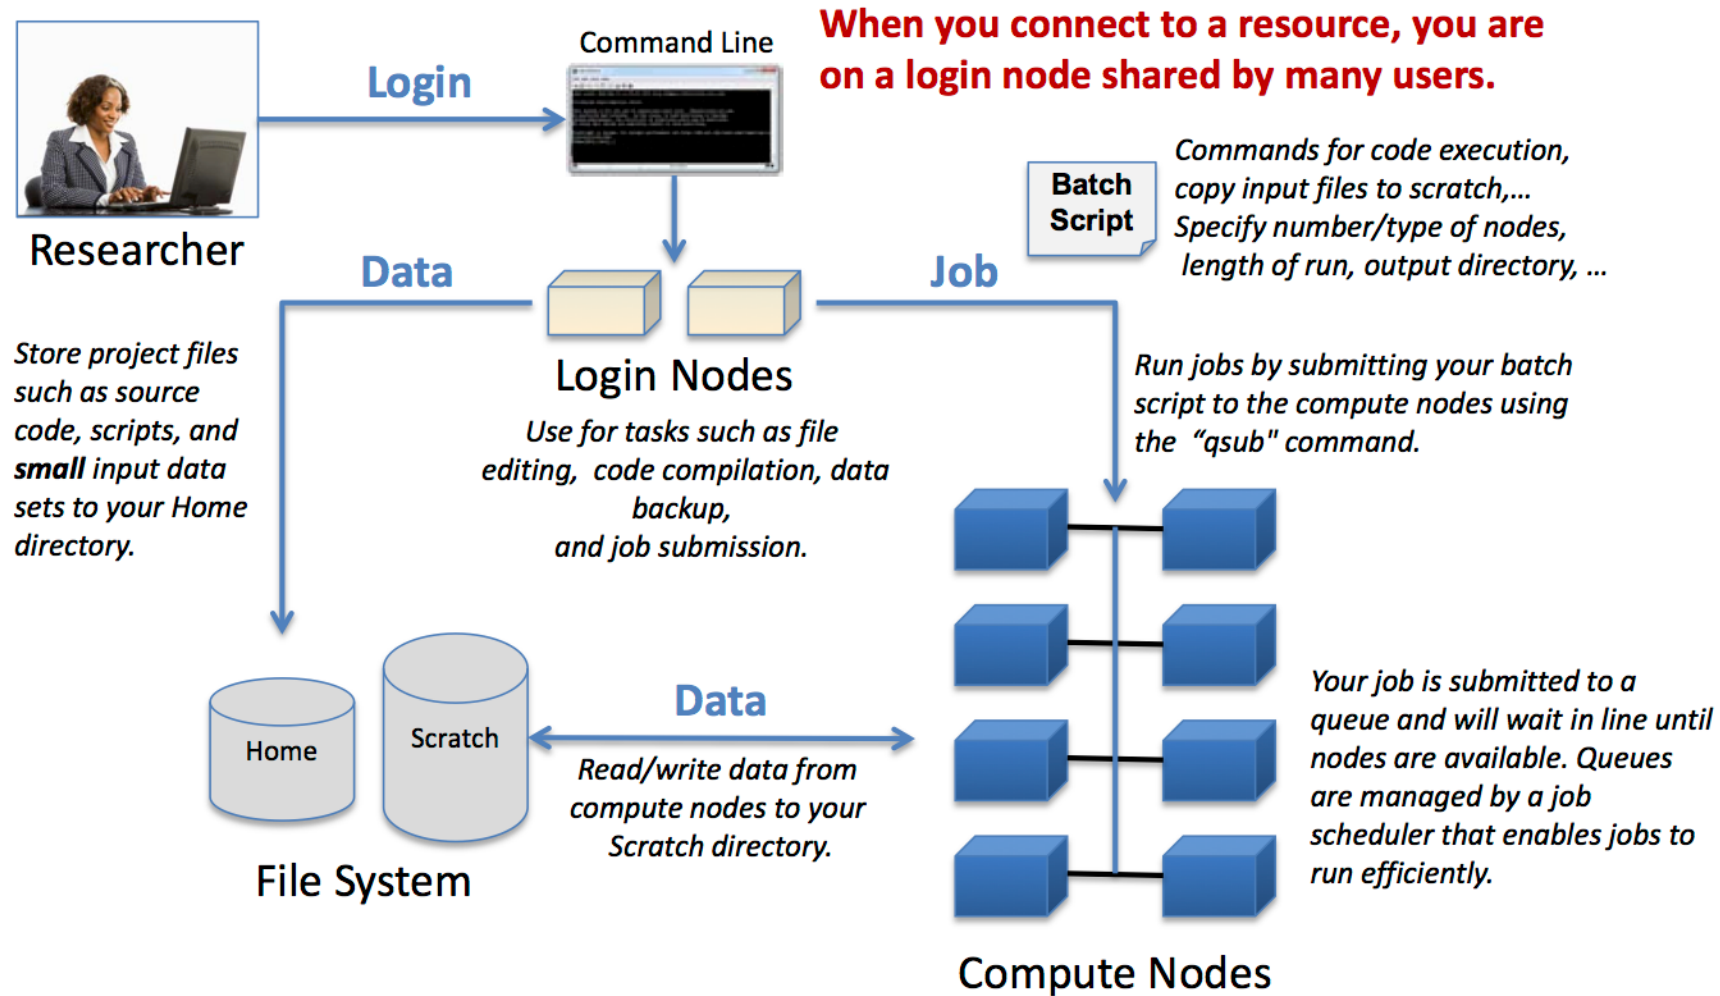 When you connect to a resource, you are
on a login node shared by many users.
Command Line
Login
Researcher
Batch
Script
Commands for code execution,
copy input files to scratch,...
Specify number/type of nodes,
length of run, output directory, ...
Data
Job
Store project files
such as source
code, scripts, and
small input data
sets to your Home
directory.
Login Nodes
Use for tasks such as file
editing, code compilation, data
backup,
and job submission.
Run jobs by submitting your batch
script to the compute nodes using
the “qsub" command.
Home
Scratch
File System
Data
Read/write data from
compute nodes to your
Scratch directory.
Your job is submitted to a
queue and will wait in line until
nodes are available. Queues
are managed by a job
scheduler that enables jobs to
run efficiently.
Compute Nodes